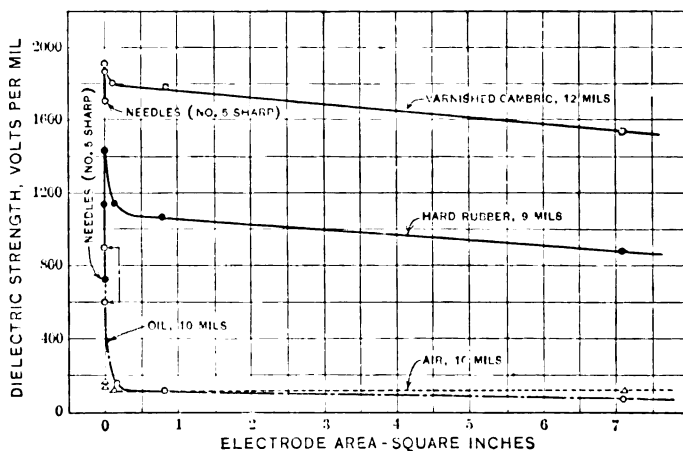 DIELECTRIC STRENGTH, VOLTS PER MIL
2000
1600
1200
800
400
0
NEEDLES (NO. 5 SHARP)
VARNISHED CAMBRIC, 12 MILS
NEEDLES (NO. 5 SHARP)
HARD RUBBER, 9 MILS
OIL, 10 MILS
AIR, 10 MILS
0 1 2 3 4 5 6 7
ELECTRODE AREA-SQUARE INCHES